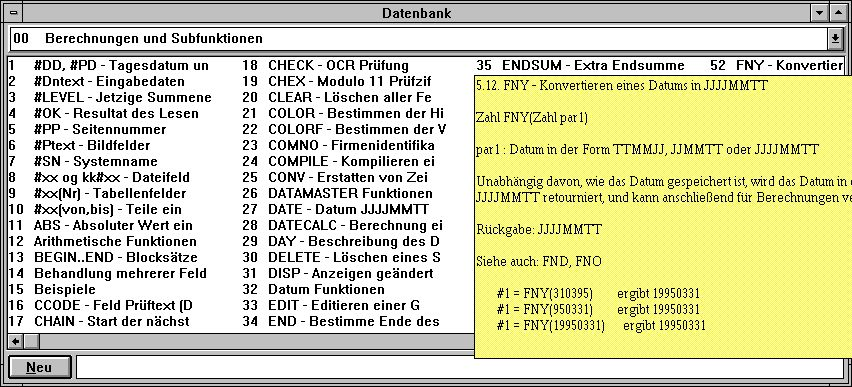 Datenbank
00 Berechnungen und Subfunktionen
1 #DD, #PD - Tagesdatum un
2 #Dntext - Eingabedaten
3 #LEVEL - Jetzige Summene
4 #OK - Resultat des Lesen
5 #PP - Seitennummer
6 #Ptext - Bildfelder
7 #SN - Systemname
8 #xx og kk#xx - Dateifeld
9 #xx(Nr) - Tabellenfelder
10 #xx(von,bis) - Teile ein
11 ABS - Absoluter Wert ein
12 Arithmetische Funktionen
13 BEGIN..END - Blocksätze
14 Behandlung mehrerer Feld
15 Beispiele
16 CCODE - Feld Prüftext (D
17 CHAIN - Start der nächst
18 CHECK - OCR Prüfung
19 CHEX - Modulo 11 Prüfzif
20 CLEAR - Löschen aller Fe
21 COLOR - Bestimmen der Hi
22 COLORF - Bestimmen der V
23 COMNO - Firmenidentifika
24 COMPILE - Kompilieren ei
25 CONV - Erstatten von Zei
26 DATAMASTER Funktionen
27 DATE - Datum JJJJMMTT
28 DATECALC - Berechnung ei
29 DAY - Beschreibung des D
30 DELETE - Löschen eines S
31 DISP - Anzeigen geändert
32 Datum Funktionen
33 EDIT - Editieren einer G
34 END - Bestimme Ende des
35 ENDSUM - Extra Endsumme
52 FNY - Konvertier
5.12. FNY - Konvertieren eines Datums in JJJJMMTT
Zahl FNY(Zahl par1)
par1 : Datum in der Form TTMMJJ, JJMMTT oder JJJJMMTT
Unabhängig davon, wie das Datum gespeichert ist, wird das Datum in
JJJJMMTT retourniert, und kann anschließend für Berechnungen
Rückgabe: JJJJMMTT
Siehe auch: FND, FNO
#1 = FNY(310395) ergibt 19950331
#1 = FNY(950331) ergibt 19950331
#1 = FNY(19950331) ergibt 19950331
Neu